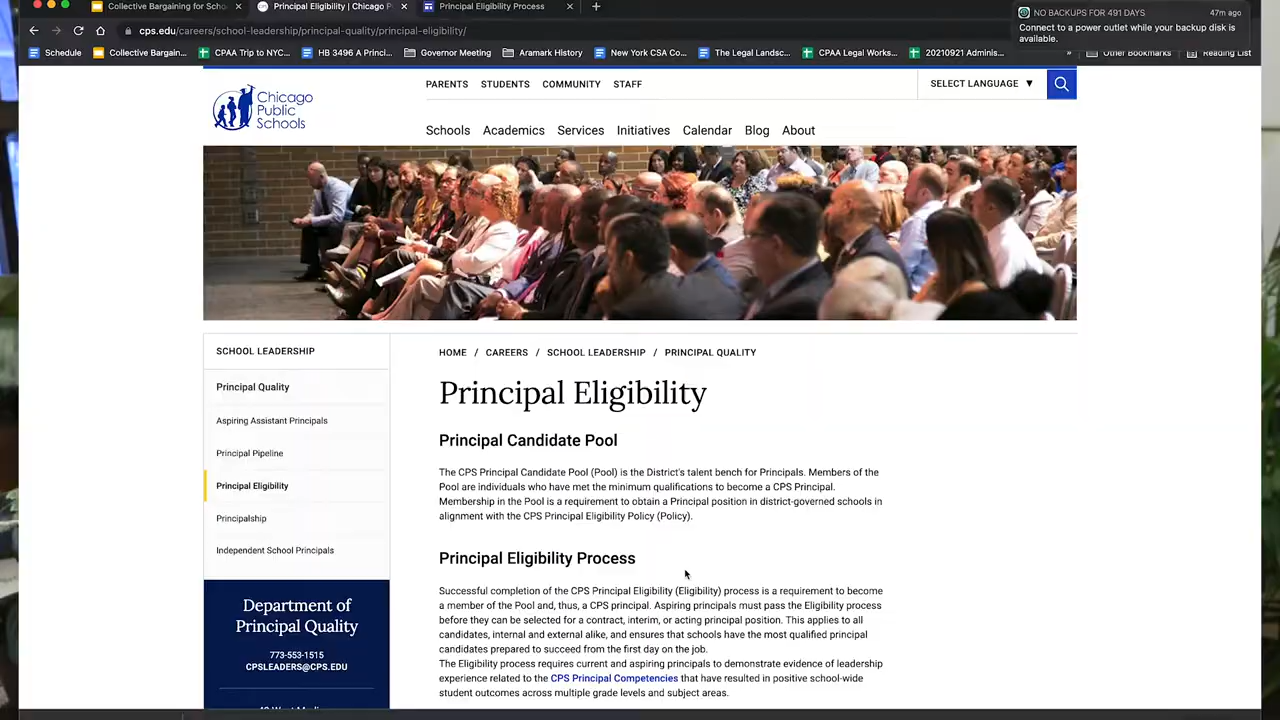 Collective Bargaining for Scho
Principal Eligibility | Chicago P
Principal Eligibility Process
NO BACKUPS FOR 491 DAYS
47m ago
Connect to a power outlet while your backup disk is
available.
cps.edu/careers/school-leadership/principal-quality/principal-eligibility/
Schedule
Collective Bargain...
CPAA Trip to NYC...
HB 3496 A Princi...
Governor Meeting
Aramark History
New York CSA Co...
The Legal Landsc...
CPAA Legal Work...
20210921 Adminis...
»
Other Bookmarks
Reading List
Chicago
Public
Schools
PARENTS STUDENTS COMMUNITY STAFF
SELECT LANGUAGE ▼
Schools Academics Services Initiatives Calendar Blog About
SCHOOL LEADERSHIP
Principal Quality
Aspiring Assistant Principals
Principal Pipeline
Principal Eligibility
Principalship
Independent School Principals
Department of
Principal Quality
773-553-1515
CPSLEADERS@CPS.EDU
HOME / CAREERS / SCHOOL LEADERSHIP / PRINCIPAL QUALITY
Principal Eligibility
Principal Candidate Pool
The CPS Principal Candidate Pool (Pool) is the District's talent bench for Principals. Members of the
Pool are individuals who have met the minimum qualifications to become a CPS Principal.
Membership in the Pool is a requirement to obtain a Principal position in district-governed schools in
alignment with the CPS Principal Eligibility Policy (Policy).
Principal Eligibility Process
Successful completion of the CPS Principal Eligibility (Eligibility) process is a requirement to become
a member of the Pool and, thus, a CPS principal. Aspiring principals must pass the Eligibility process
before they can be selected for a contract, interim, or acting principal position. This applies to all
candidates, internal and external alike, and ensures that schools have the most qualified principal
candidates prepared to succeed from the first day on the job.
The Eligibility process requires current and aspiring principals to demonstrate evidence of leadership
experience related to the CPS Principal Competencies that have resulted in positive school-wide
student outcomes across multiple grade levels and subject areas.